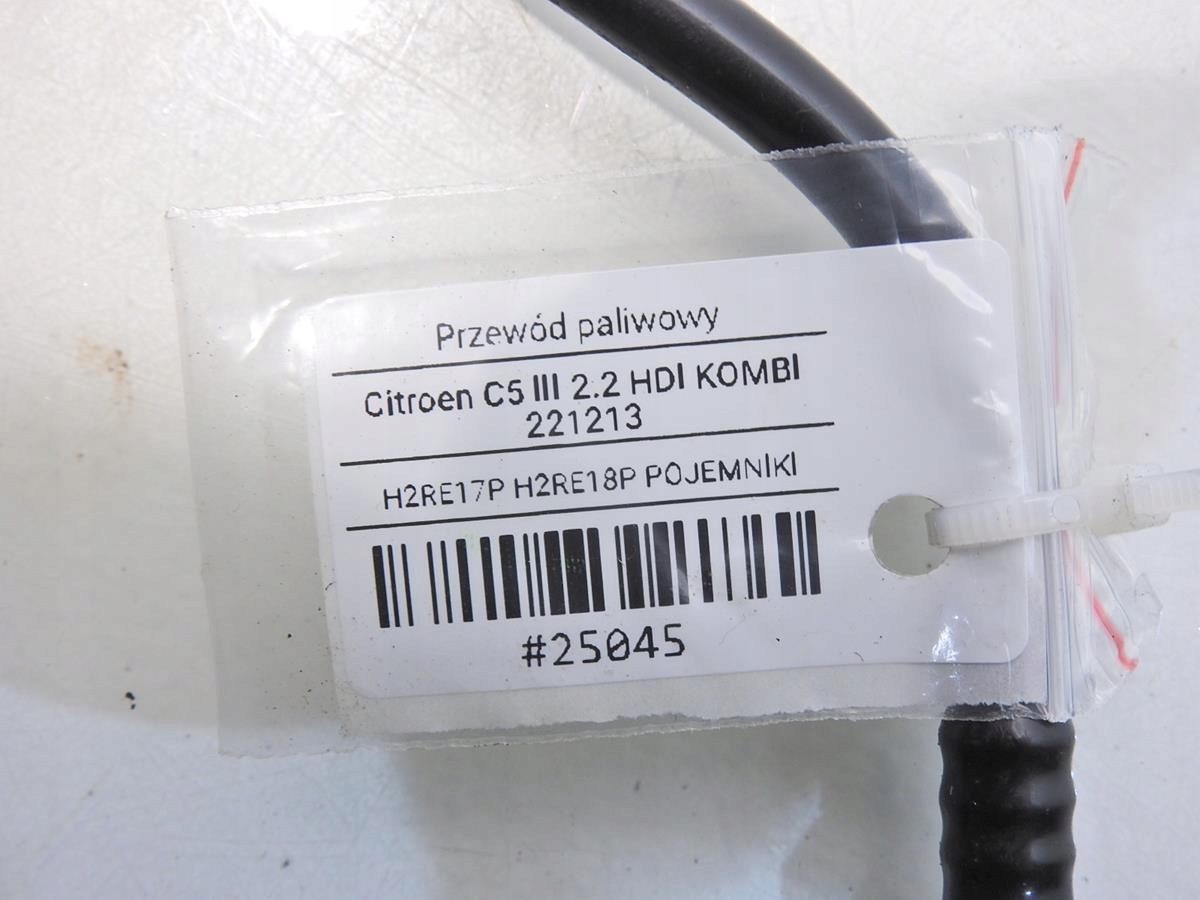 Przewód paliwowy
Citroen C5 III 2.2 HDI KOMBI
221213
H2RE17P H2RE18P POJEMNIKI
#25045